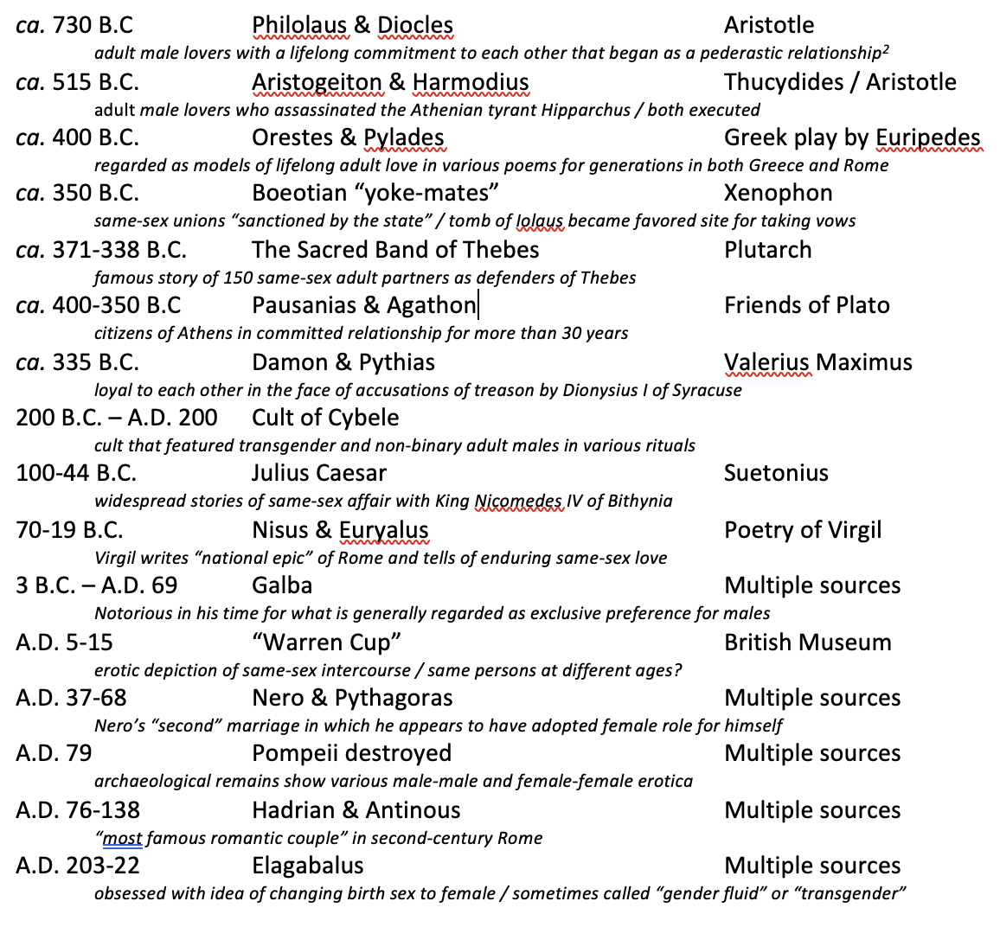 ca. 730 B.C Philolaus & Diocles Aristotle
adult male lovers with a lifelong commitment to each other that began as a pederastic relationship²
ca. 515 B.C. Aristogeiton & Harmodius Thucydides / Aristotle
adult male lovers who assassinated the Athenian tyrant Hipparchus / both executed
ca. 400 B.C. Orestes & Pylades Greek play by Euripedes
regarded as models of lifelong adult love in various poems for generations in both Greece and Rome
ca. 350 B.C. Boeotian “yoke-mates” Xenophon
same-sex unions “sanctioned by the state” / tomb of Iolaus became favored site for taking vows
ca. 371-338 B.C. The Sacred Band of Thebes Plutarch
famous story of 150 same-sex adult partners as defenders of Thebes
ca. 400-350 B.C Pausanias & Agathon Friends of Plato
citizens of Athens in committed relationship for more than 30 years
ca. 335 B.C. Damon & Pythias Valerius Maximus
loyal to each other in the face of accusations of treason by Dionysius I of Syracuse
200 B.C. – A.D. 200 Cult of Cybele
cult that featured transgender and non-binary adult males in various rituals
100-44 B.C. Julius Caesar Suetonius
widespread stories of same-sex affair with King Nicomedes IV of Bithynia
70-19 B.C. Nisus & Euryalus Poetry of Virgil
Virgil writes “national epic” of Rome and tells of enduring same-sex love
3 B.C. – A.D. 69 Galba Multiple sources
Notorious in his time for what is generally regarded as exclusive preference for males
A.D. 5-15 “Warren Cup” British Museum
erotic depiction of same-sex intercourse / same persons at different ages?
A.D. 37-68 Nero & Pythagoras Multiple sources
Nero’s “second” marriage in which he appears to have adopted female role for himself
A.D. 79 Pompeii destroyed Multiple sources
archaeological remains show various male-male and female-female erotica
A.D. 76-138 Hadrian & Antinous Multiple sources
“most famous romantic couple” in second-century Rome
A.D. 203-22 Elagabalus Multiple sources
obsessed with idea of changing birth sex to female / sometimes called “gender fluid” or “transgender”